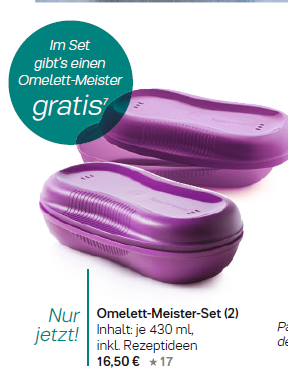 Im Set
gibt's einen
Omelett-Meister
gratis⁷
Nur
jetzt!
Omelett-Meister-Set (2)
Inhalt: je 430 ml,
inkl. Rezeptideen
16,50 € ★17